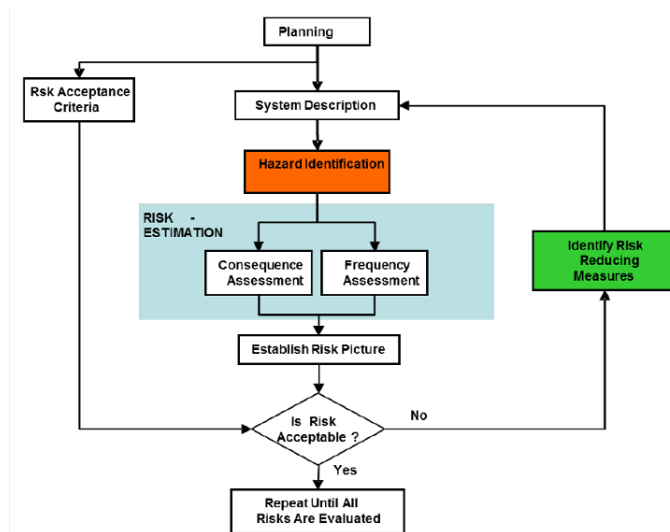 Planning
Rsk Acceptance
Criteria
System Description
Hazard Identification
RISK -
ESTIMATION
Consequence
Assessment
Frequency
Assessment
Identify Risk
Reducing
Measures
Establish Risk Picture
Is Risk
Acceptable ?
No
Yes
Repeat Until All
Risks Are Evaluated